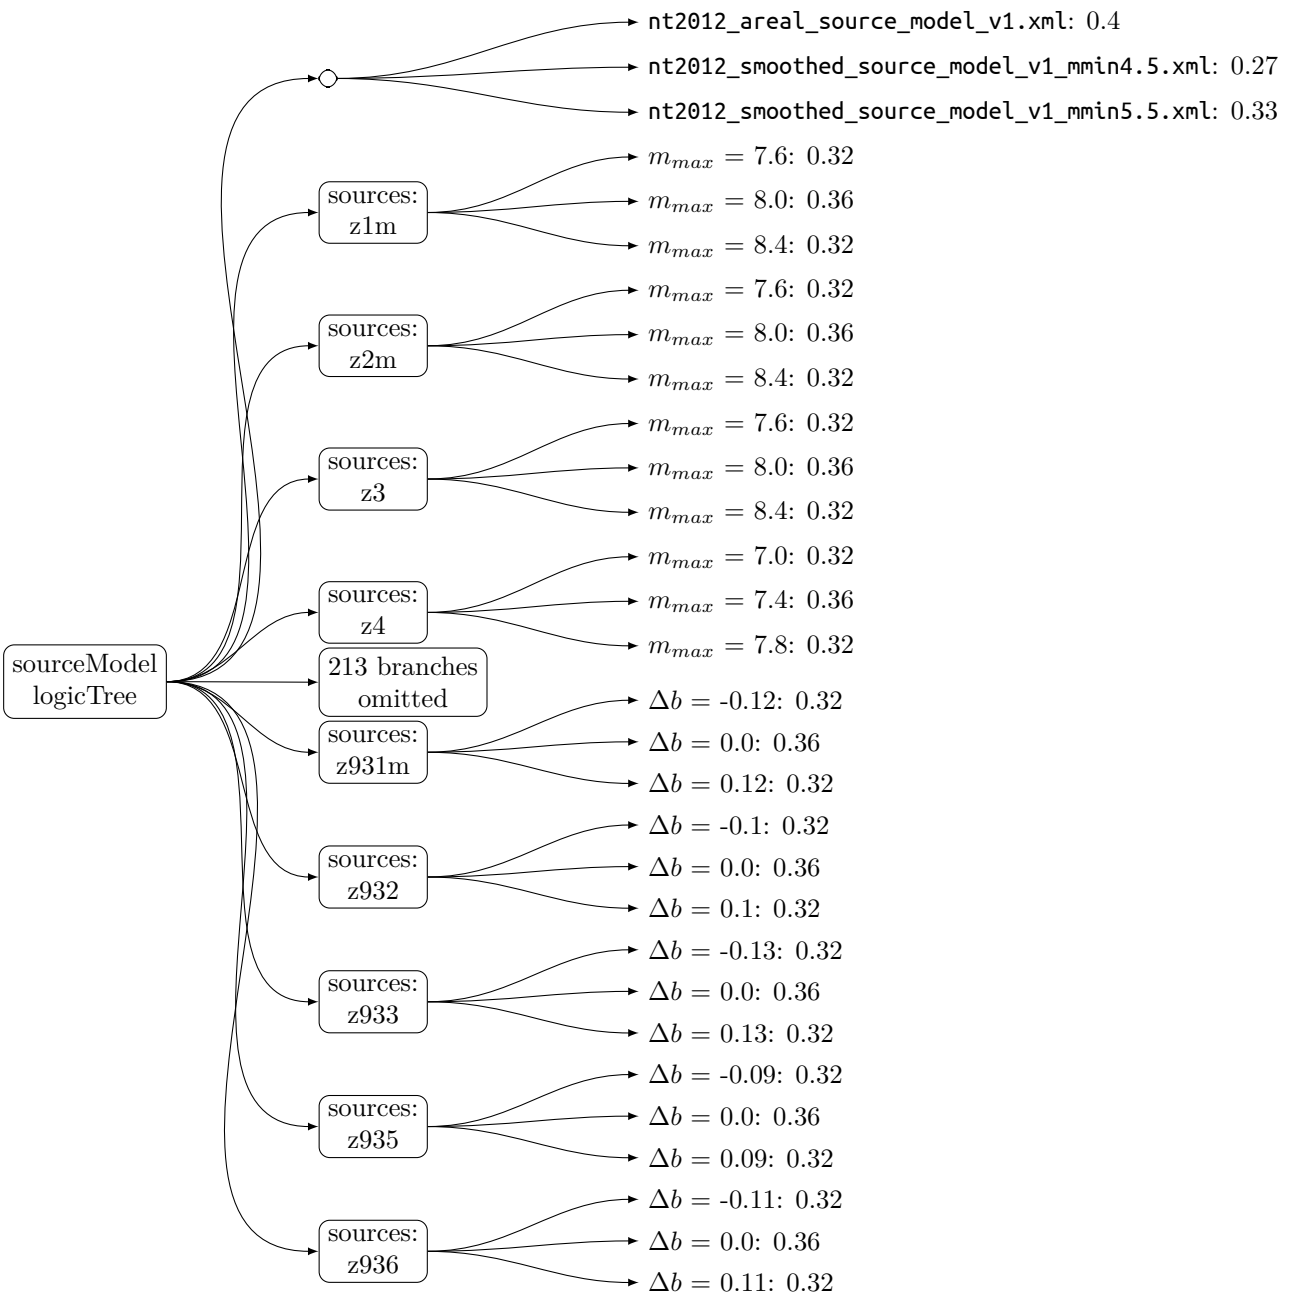 nt2012_areal_source_model_v1.xml: 0.4
nt2012_smoothed_source_model_v1_mmin4.5.xml: 0.27
nt2012_smoothed_source_model_v1_mmin5.5.xml: 0.33
sources:
z1m
m_max = 7.6: 0.32
m_max = 8.0: 0.36
m_max = 8.4: 0.32
sources:
z2m
m_max = 7.6: 0.32
m_max = 8.0: 0.36
m_max = 8.4: 0.32
sources:
z3
m_max = 7.6: 0.32
m_max = 8.0: 0.36
m_max = 8.4: 0.32
sources:
z4
m_max = 7.0: 0.32
m_max = 7.4: 0.36
m_max = 7.8: 0.32
sourceModel
logicTree
213 branches
omitted
sources:
z931m
Δb = -0.12: 0.32
Δb = 0.0: 0.36
Δb = 0.12: 0.32
sources:
z932
Δb = -0.1: 0.32
Δb = 0.0: 0.36
Δb = 0.1: 0.32
sources:
z933
Δb = -0.13: 0.32
Δb = 0.0: 0.36
Δb = 0.13: 0.32
sources:
z935
Δb = -0.09: 0.32
Δb = 0.0: 0.36
Δb = 0.09: 0.32
sources:
z936
Δb = -0.11: 0.32
Δb = 0.0: 0.36
Δb = 0.11: 0.32